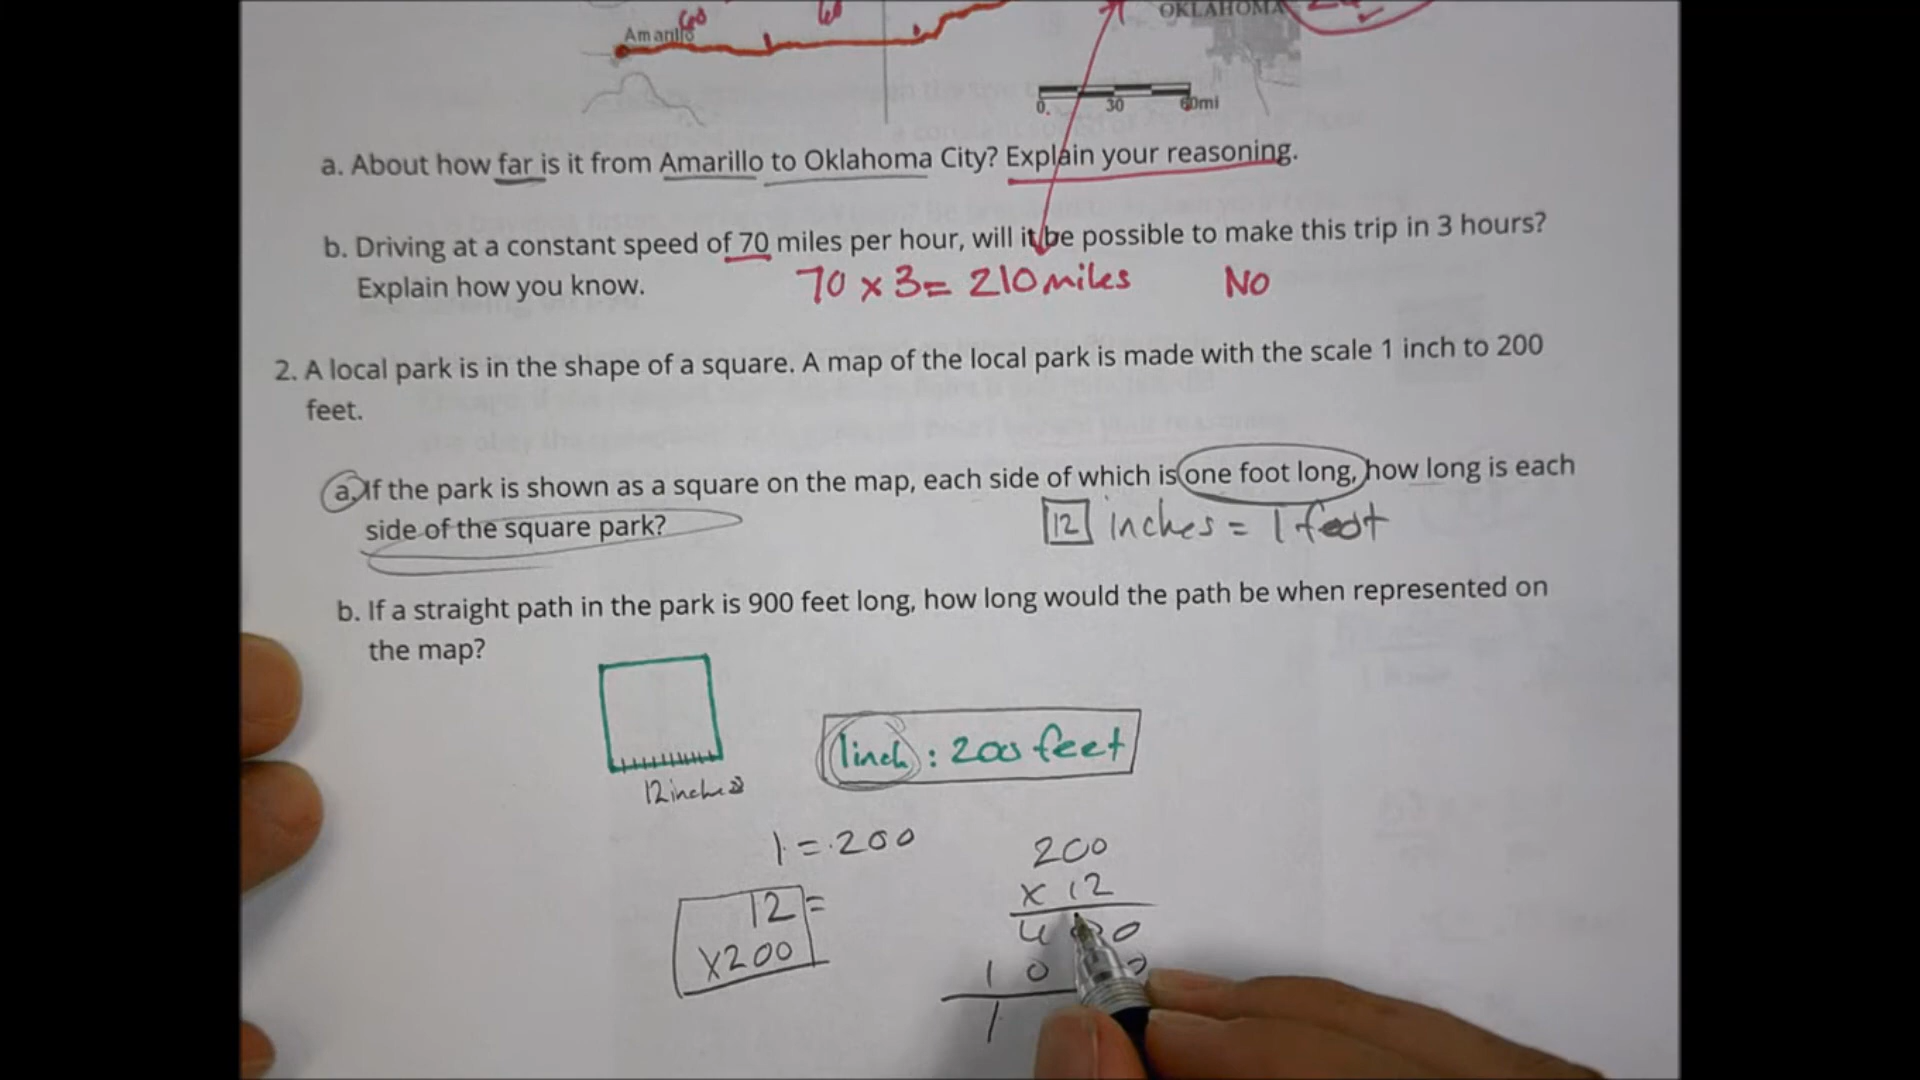 60 60
Amarillo
OKLAHOMA
0 30 60mi
a. About how far is it from Amarillo to Oklahoma City? Explain your reasoning.
b. Driving at a constant speed of 70 miles per hour, will it be possible to make this trip in 3 hours?
Explain how you know.
70 x 3 = 210 miles NO
2. A local park is in the shape of a square. A map of the local park is made with the scale 1 inch to 200
feet.
a. If the park is shown as a square on the map, each side of which is one foot long, how long is each
side of the square park?
12 inches = 1 foot
b. If a straight path in the park is 900 feet long, how long would the path be when represented on
the map?
1inch : 200 feet
12 inches
1 = 200
12 =
x200
200
x 12
400
1 0
1